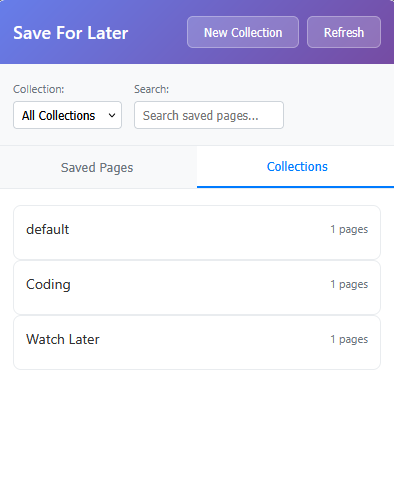 Save For Later
New Collection
Refresh
Collection:
Search:
All Collections
Search saved pages...
Saved Pages
Collections
default
1 pages
Coding
1 pages
Watch Later
1 pages